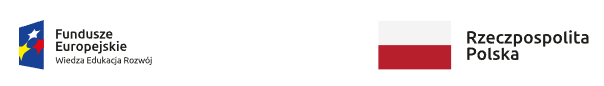 Fundusze
Europejskie
Wiedza Edukacja Rozwój
Rzeczpospolita
Polska